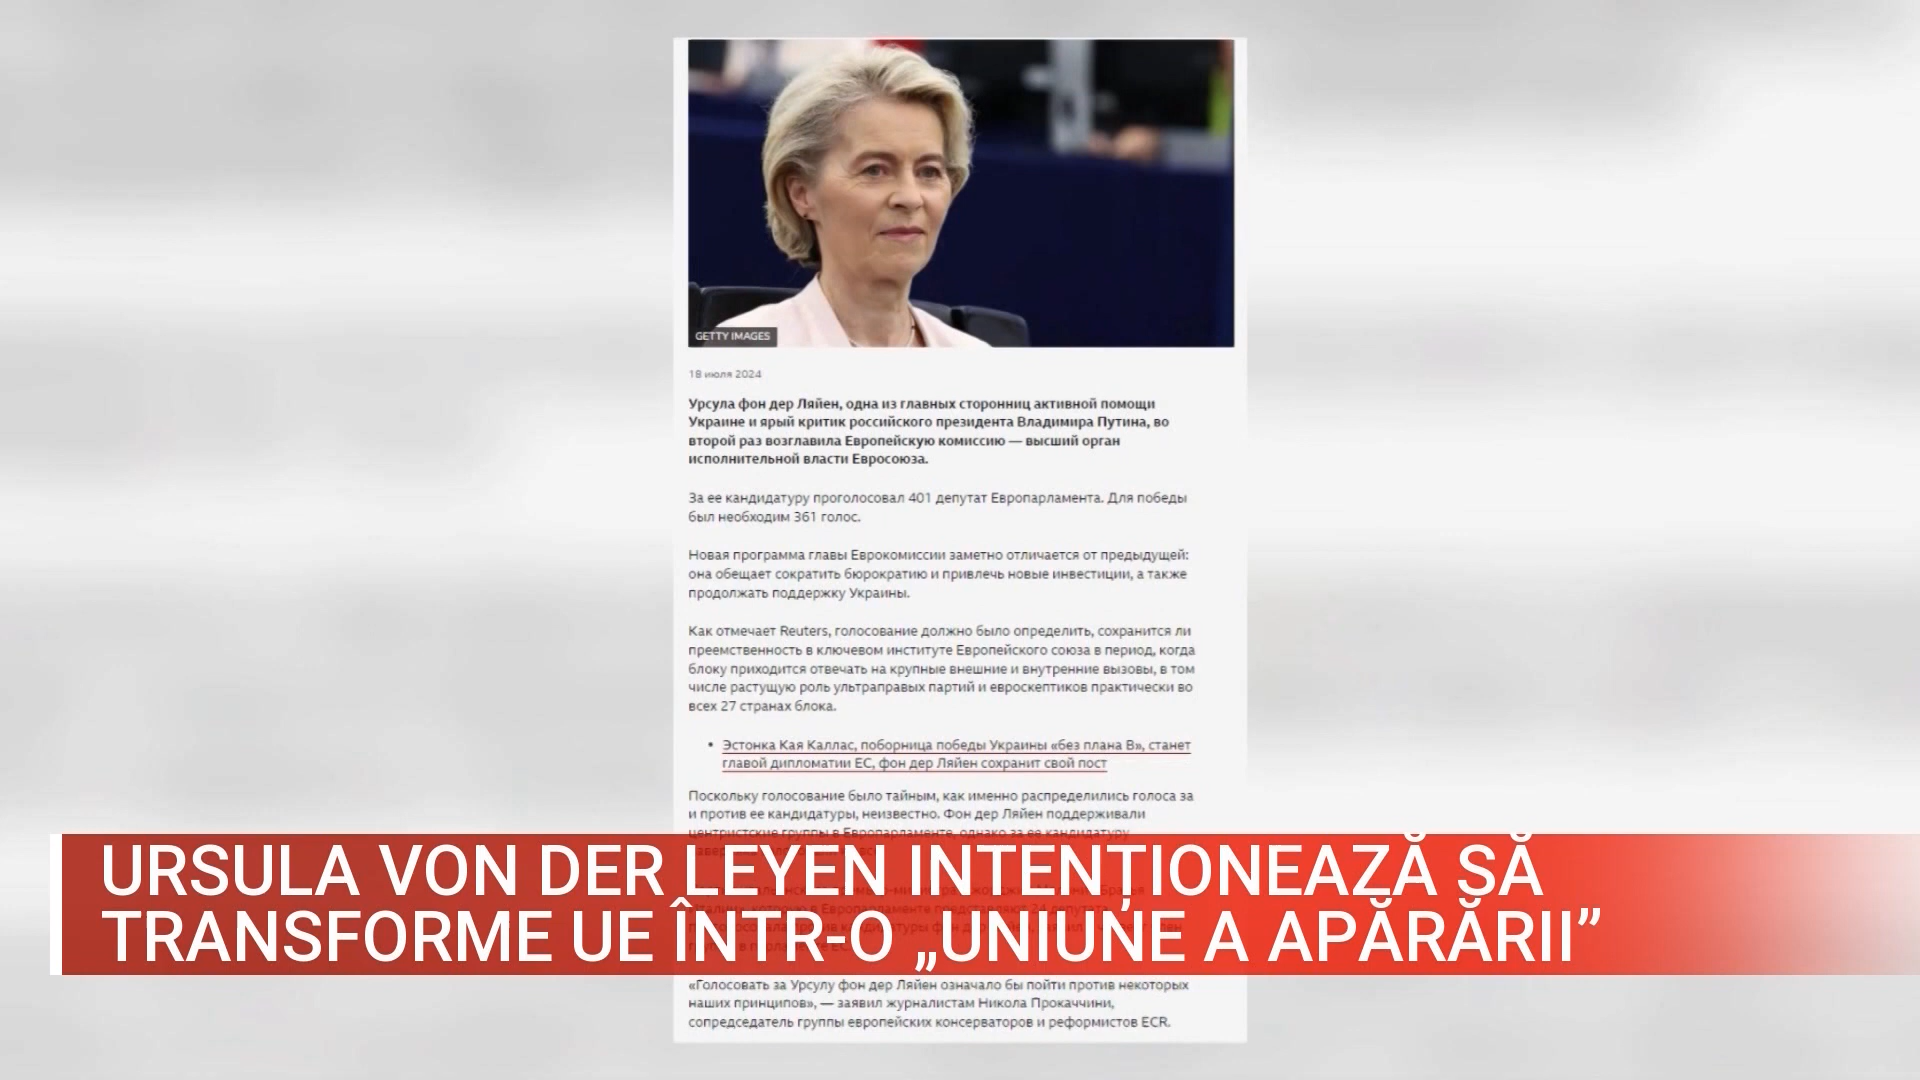 GETTY IMAGES
18 июля 2024
Урсула фон дер Ляйен, одна из главных сторонниц активной помощи
Украине и ярый критик российского президента Владимира Путина, во
второй раз возглавила Европейскую комиссию — высший орган
исполнительной власти Евросоюза.
За ее кандидатуру проголосовал 401 депутат Европарламента. Для победы
был необходим 361 голос.
Новая программа главы Еврокомиссии заметно отличается от предыдущей:
она обещает сократить бюрократию и привлечь новые инвестиции, а также
продолжать поддержку Украины.
Как отмечает Reuters, голосование должно было определить, сохранится ли
преемственность в ключевом институте Европейского союза в период, когда
блоку приходится отвечать на крупные внешние и внутренние вызовы, в том
числе растущую роль ультраправых партий и евроскептиков практически во
всех 27 странах блока.
• Эстонка Кая Каллас, поборница победы Украины «без плана В», станет
главой дипломатии ЕС, фон дер Ляйен сохранит свой пост
Поскольку голосование было тайным, как именно распределились голоса за
и против ее кандидатуры, неизвестно. Фон дер Ляйен поддерживали
центристские группы в Европарламенте, однако за ее кандидатуру
URSULA VON DER LEYEN INTENȚIONEAZĂ SĂ
TRANSFORME UE ÎNTR-O „UNIUNE A APĂRĂRII”
«Голосовать за Урсулу фон дер Ляйен означало бы пойти против некоторых
наших принципов», — заявил журналистам Никола Прокаччини,
сопредседатель группы европейских консерваторов и реформистов ECR.